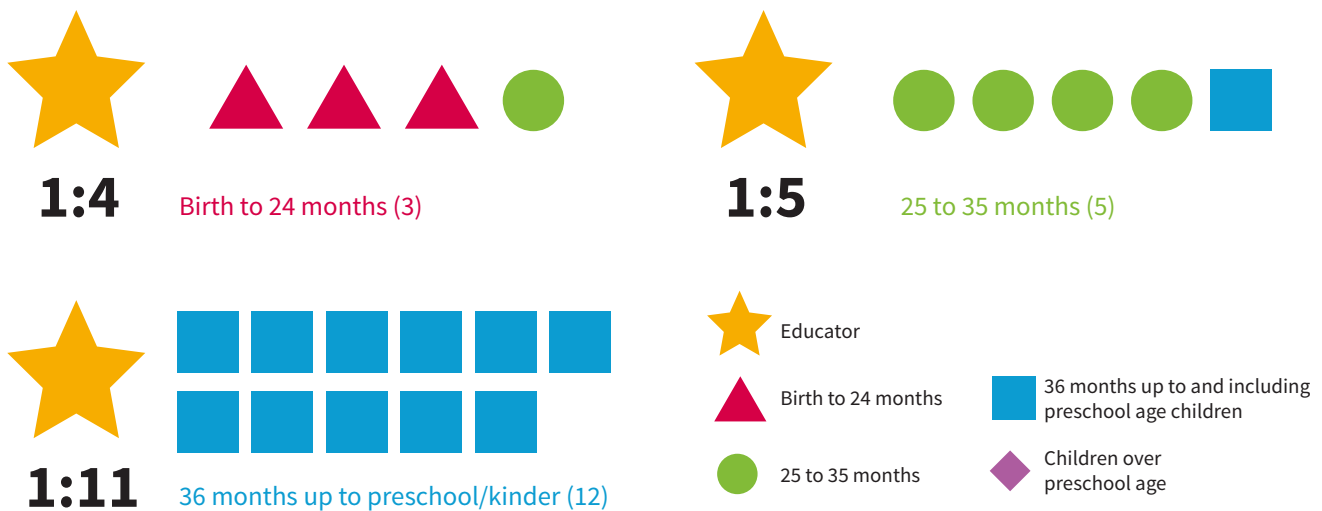 1:4
Birth to 24 months (3)
1:5
25 to 35 months (5)
1:11
36 months up to preschool/kinder (12)
Educator
Birth to 24 months
25 to 35 months
36 months up to and including
preschool age children
Children over
preschool age